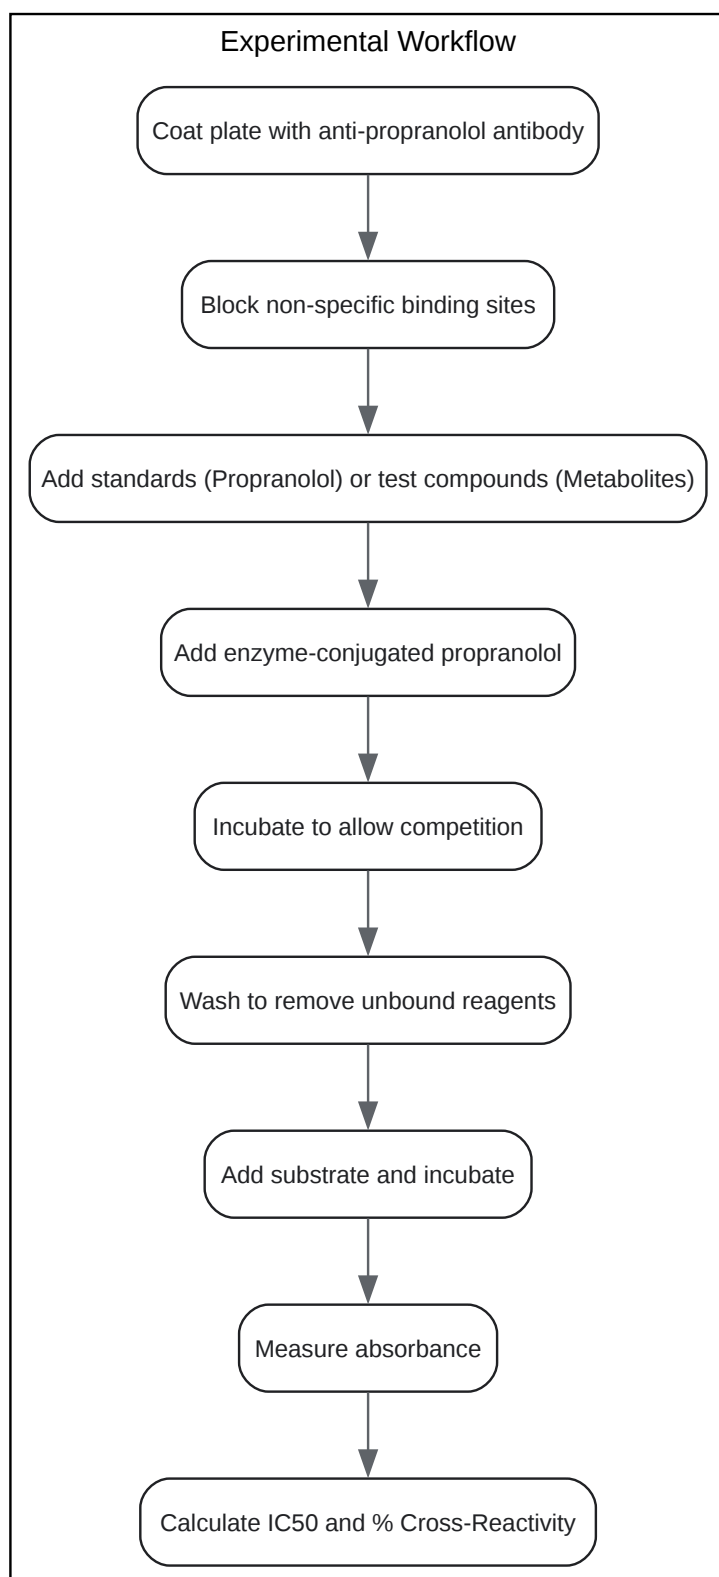 Experimental Workflow
Coat plate with anti-propranolol antibody
Block non-specific binding sites
Add standards (Propranolol) or test compounds (Metabolites)
Add enzyme-conjugated propranolol
Incubate to allow competition
Wash to remove unbound reagents
Add substrate and incubate
Measure absorbance
Calculate IC50 and % Cross-Reactivity